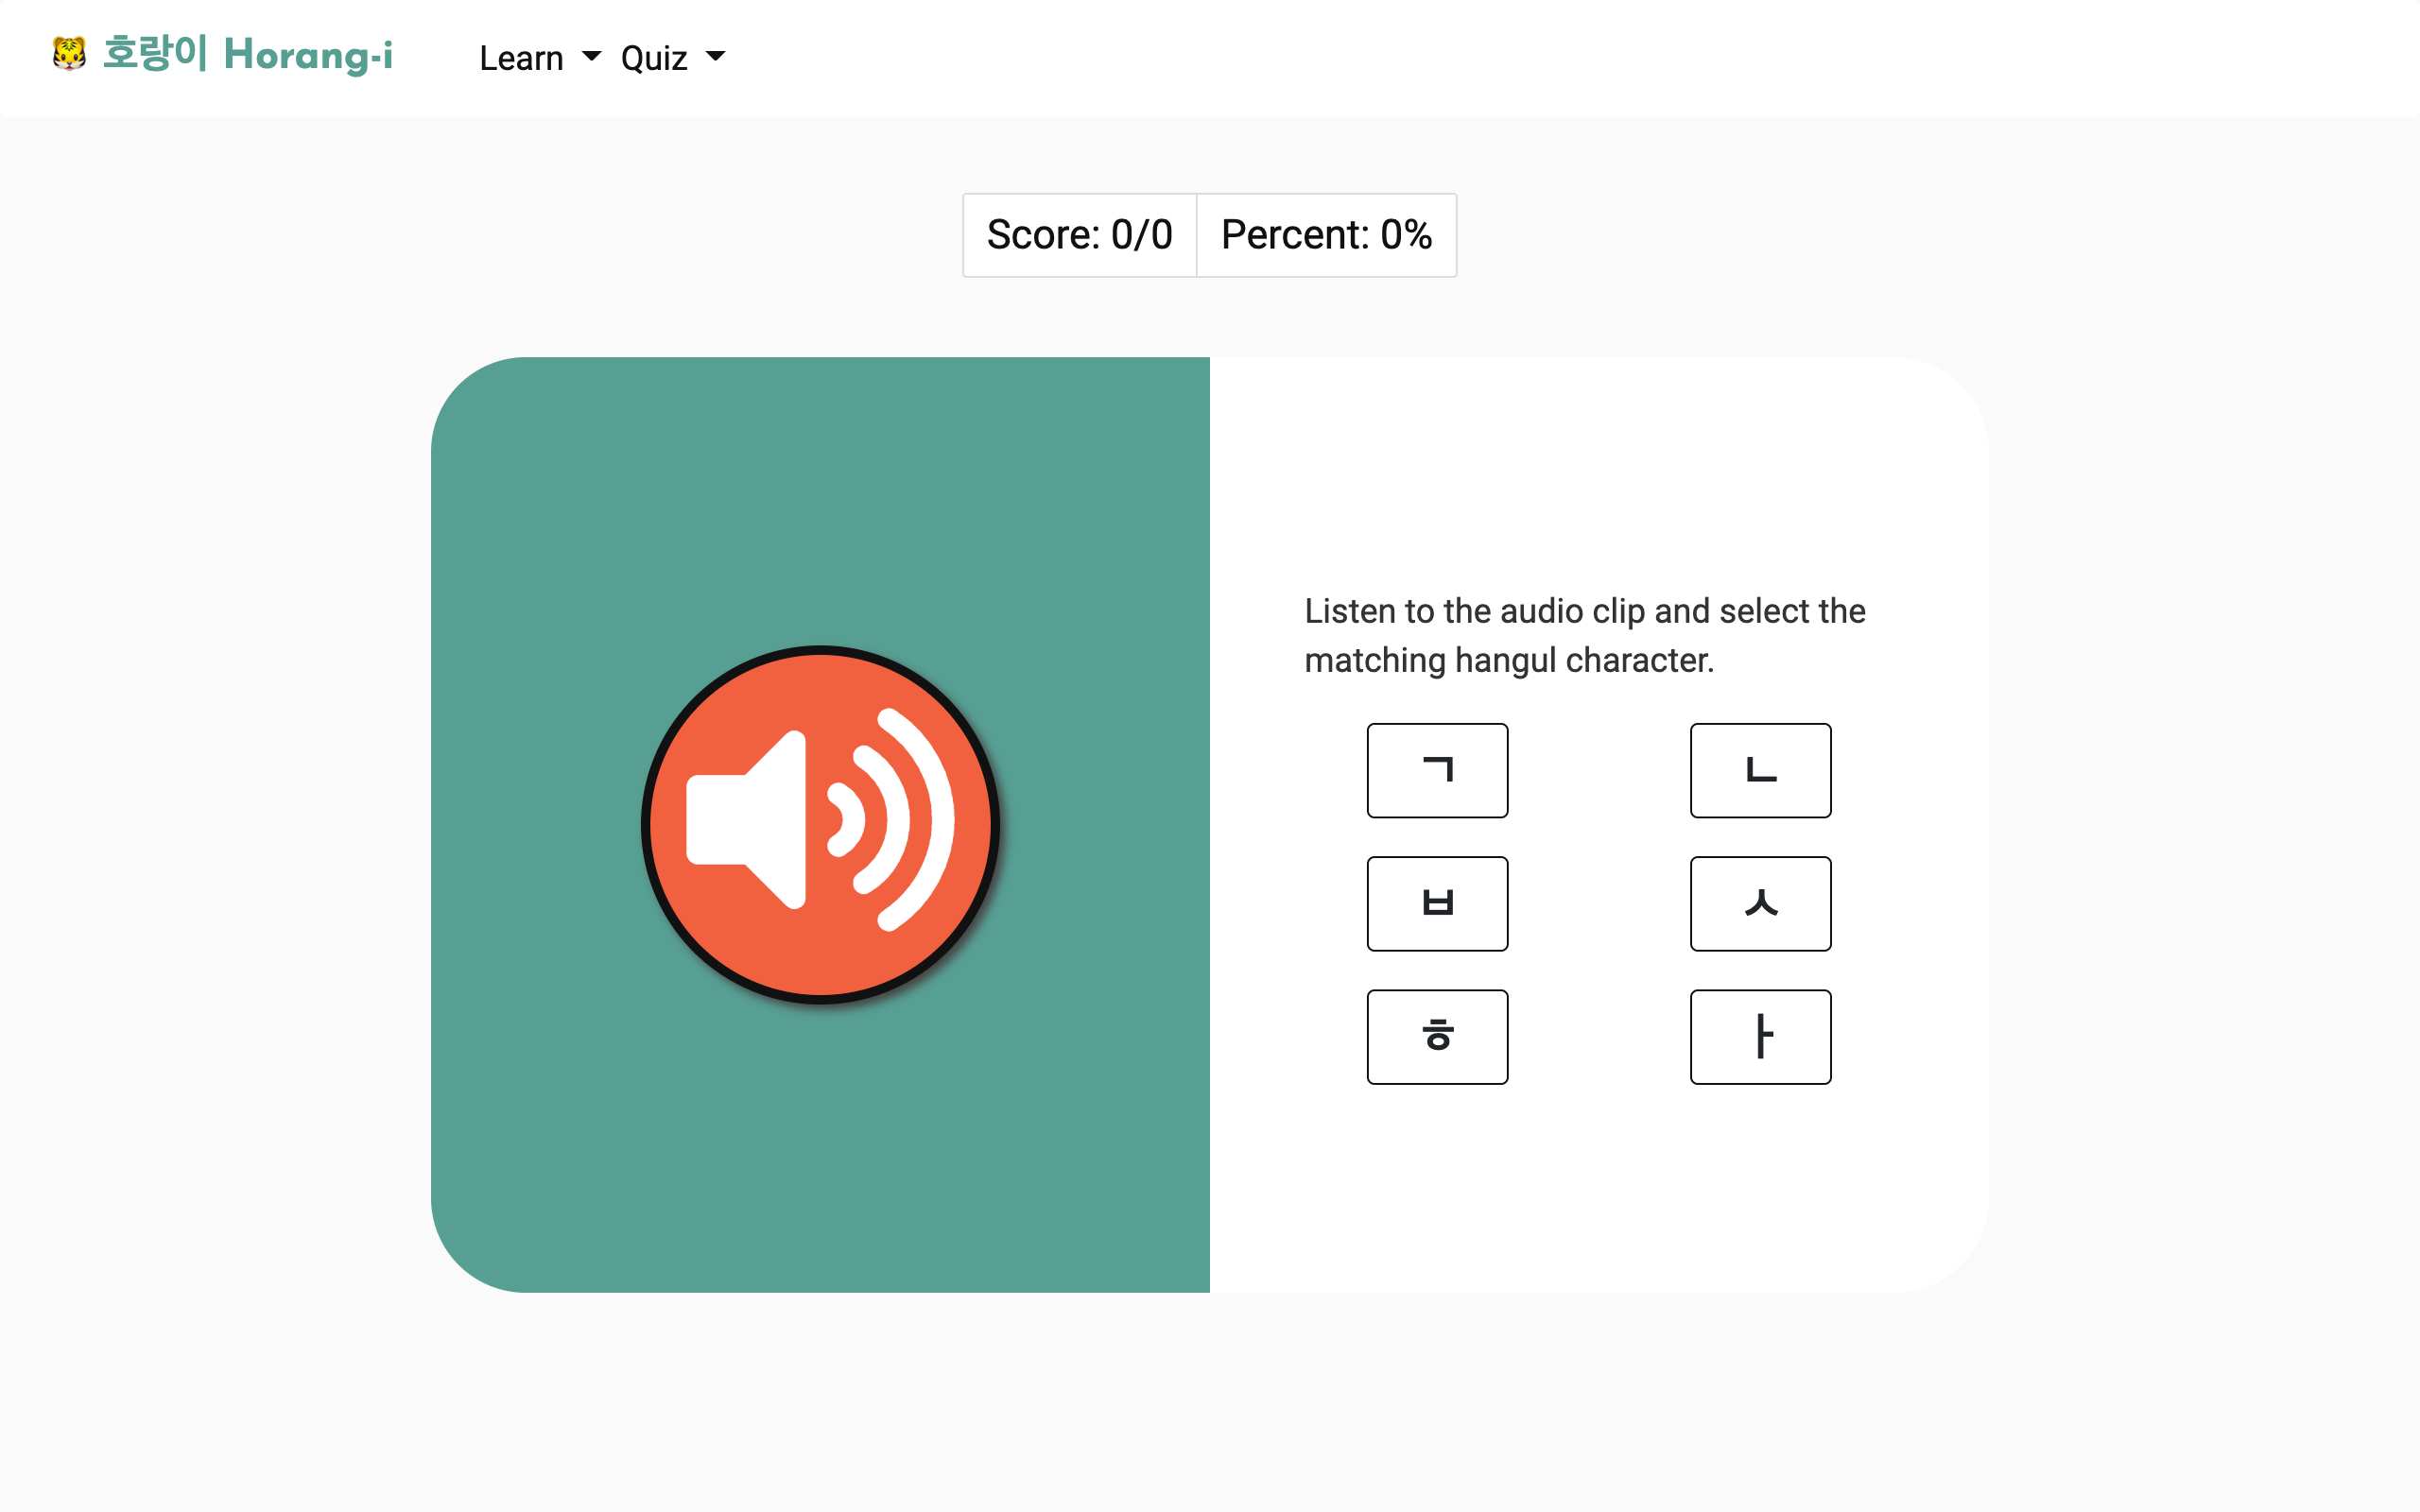 호랑이 Horang-i
Learn Quiz
Score: 0/0 Percent: 0%
Listen to the audio clip and select the
matching hangul character.
ㄱ ㄴ
ㅂ ㅅ
ㅎ ㅏ